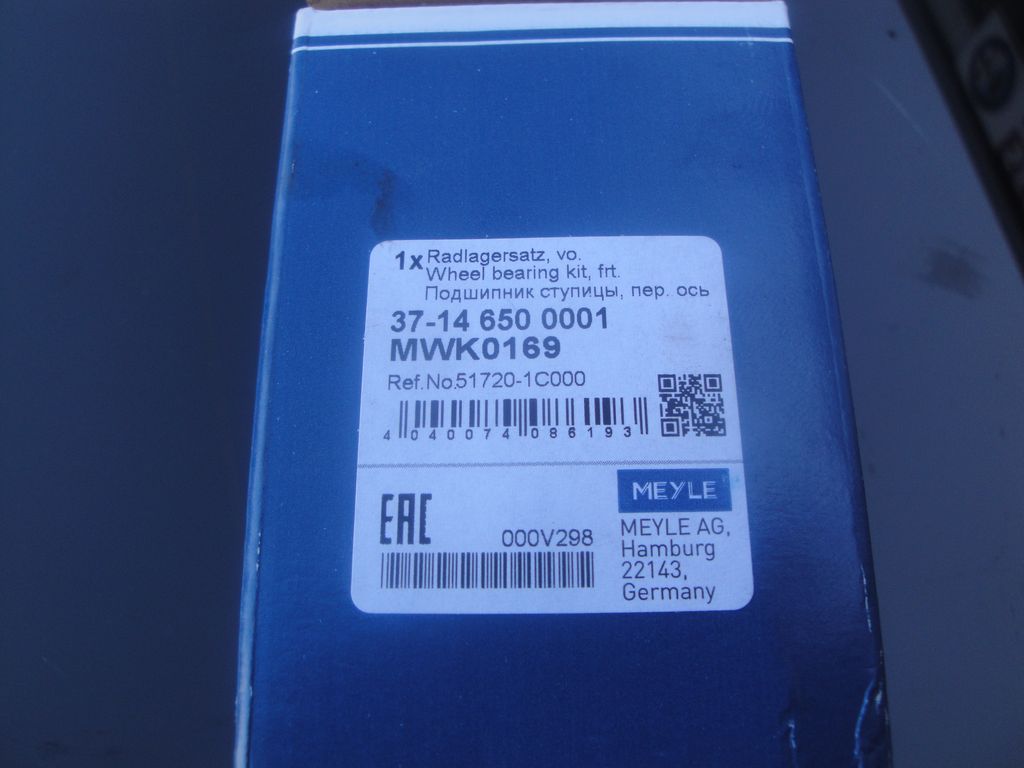 1x Radlagersatz, vo.
Wheel bearing kit, frt.
Подшипник ступицы, пер. ось
37-14 650 0001
MWK0169
Ref.No.51720-1C000
4 040074 086193
EAC
000V298
MEYLE
MEYLE AG,
Hamburg
22143,
Germany